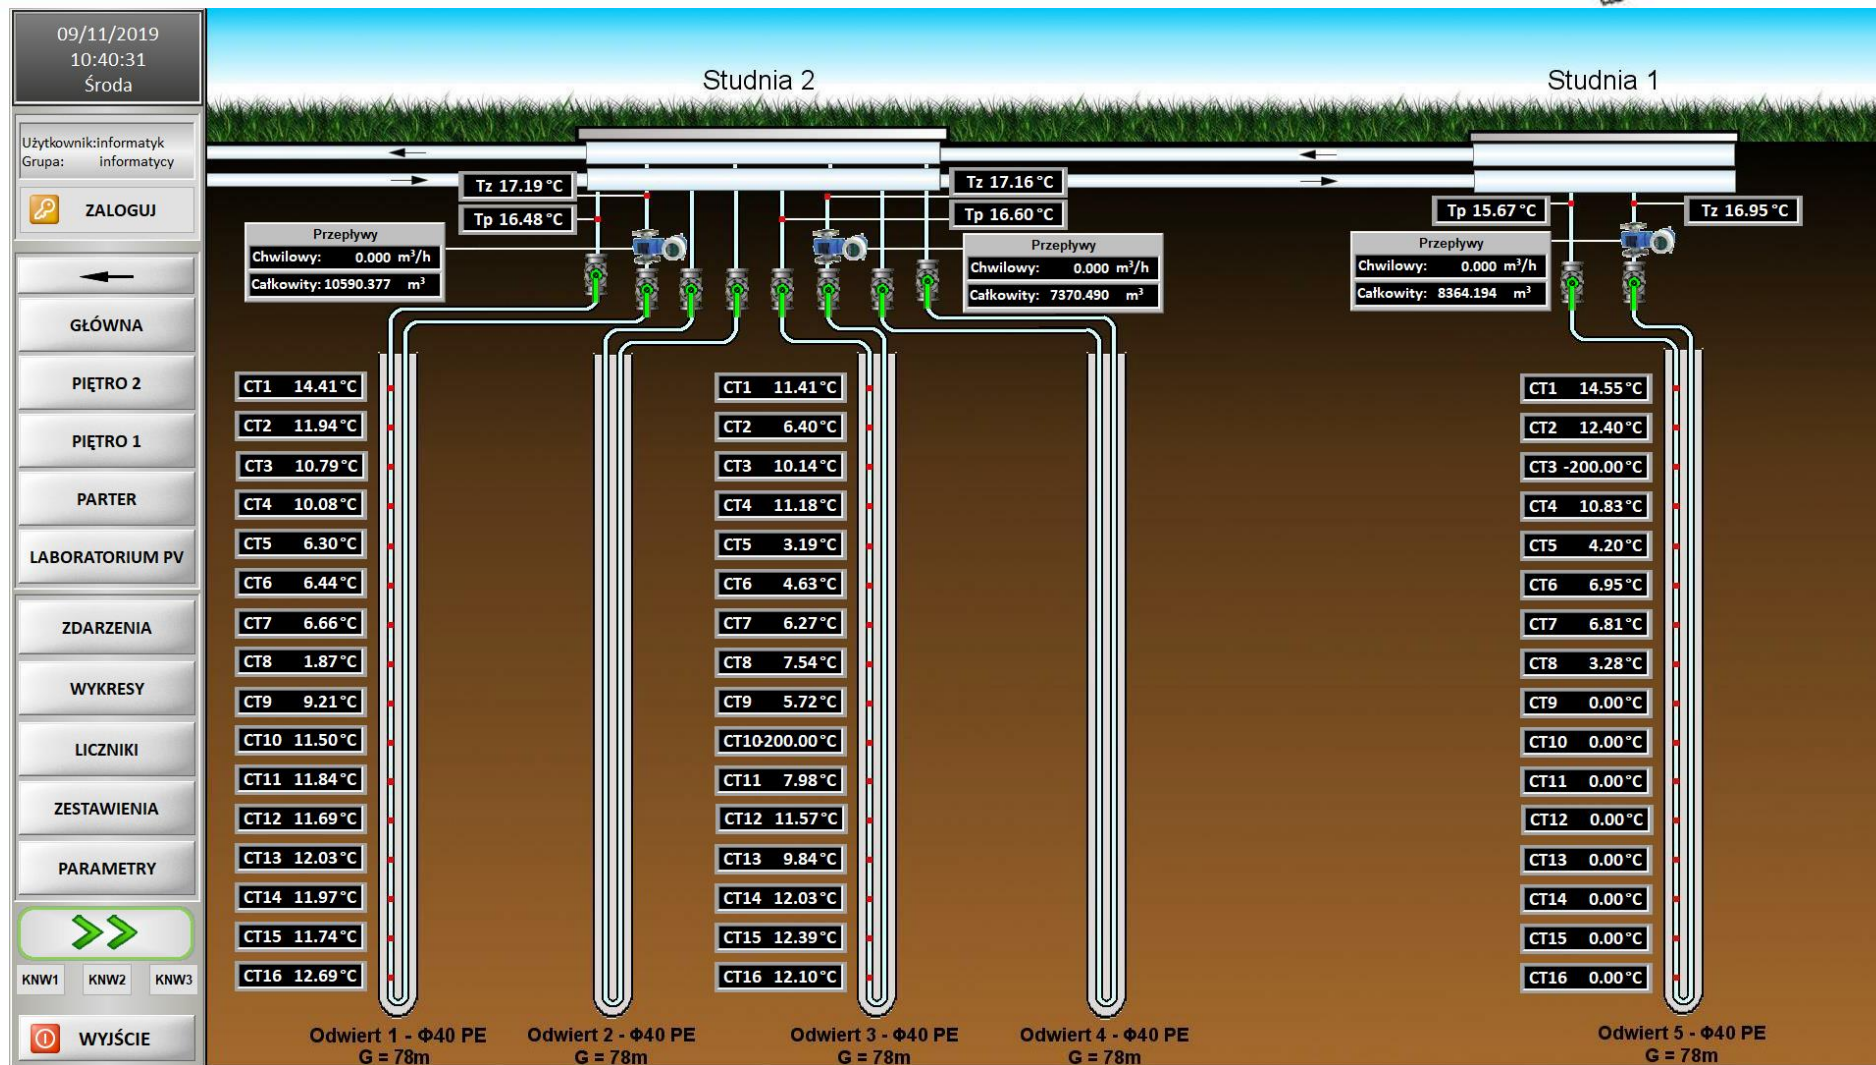 09/11/2019
10:40:31
Środa
Użytkownik:informatyk
Grupa: informatycy
ZALOGUJ
GŁÓWNA
PIĘTRO 2
PIĘTRO 1
PARTER
LABORATORIUM PV
ZDARZENIA
WYKRESY
LICZNIKI
ZESTAWIENIA
PARAMETRY
KNW1 KNW2 KNW3
WYJŚCIE
Studnia 2
Tz 17.19 °C
Tp 16.48 °C
Przepływy
Chwilowy: 0.000 m³/h
Całkowity: 10590.377 m³
Tz 17.16 °C
Tp 16.60 °C
Przepływy
Chwilowy: 0.000 m³/h
Całkowity: 7370.490 m³
Studnia 1
Tp 15.67 °C
Tz 16.95 °C
Przepływy
Chwilowy: 0.000 m³/h
Całkowity: 8364.194 m³
CT1 14.41 °C
CT2 11.94 °C
CT3 10.79 °C
CT4 10.08 °C
CT5 6.30 °C
CT6 6.44 °C
CT7 6.66 °C
CT8 1.87 °C
CT9 9.21 °C
CT10 11.50 °C
CT11 11.84 °C
CT12 11.69 °C
CT13 12.03 °C
CT14 11.97 °C
CT15 11.74 °C
CT16 12.69 °C
Odwiert 1 - Φ40 PE
G = 78m
Odwiert 2 - Φ40 PE
G = 78m
CT1 11.41 °C
CT2 6.40 °C
CT3 10.14 °C
CT4 11.18 °C
CT5 3.19 °C
CT6 4.63 °C
CT7 6.27 °C
CT8 7.54 °C
CT9 5.72 °C
CT10-200.00 °C
CT11 7.98 °C
CT12 11.57 °C
CT13 9.84 °C
CT14 12.03 °C
CT15 12.39 °C
CT16 12.10 °C
Odwiert 3 - Φ40 PE
G = 78m
Odwiert 4 - Φ40 PE
G = 78m
CT1 14.55 °C
CT2 12.40 °C
CT3 -200.00 °C
CT4 10.83 °C
CT5 4.20 °C
CT6 6.95 °C
CT7 6.81 °C
CT8 3.28 °C
CT9 0.00 °C
CT10 0.00 °C
CT11 0.00 °C
CT12 0.00 °C
CT13 0.00 °C
CT14 0.00 °C
CT15 0.00 °C
CT16 0.00 °C
Odwiert 5 - Φ40 PE
G = 78m